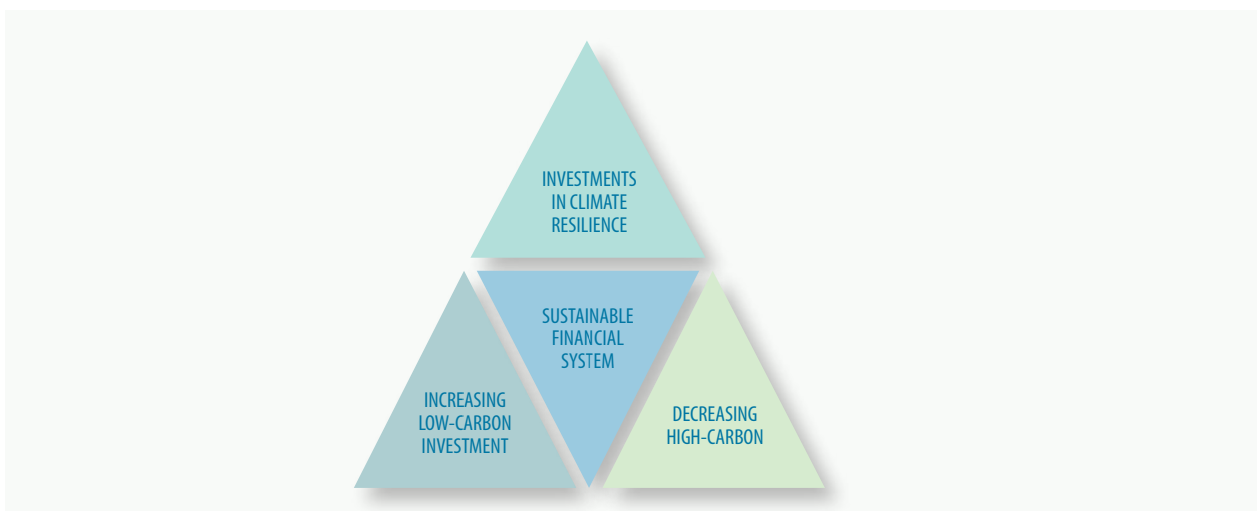 INVESTMENTS
IN CLIMATE
RESILIENCE
SUSTAINABLE
FINANCIAL
SYSTEM
INCREASING
LOW-CARBON
INVESTMENT
DECREASING
HIGH-CARBON